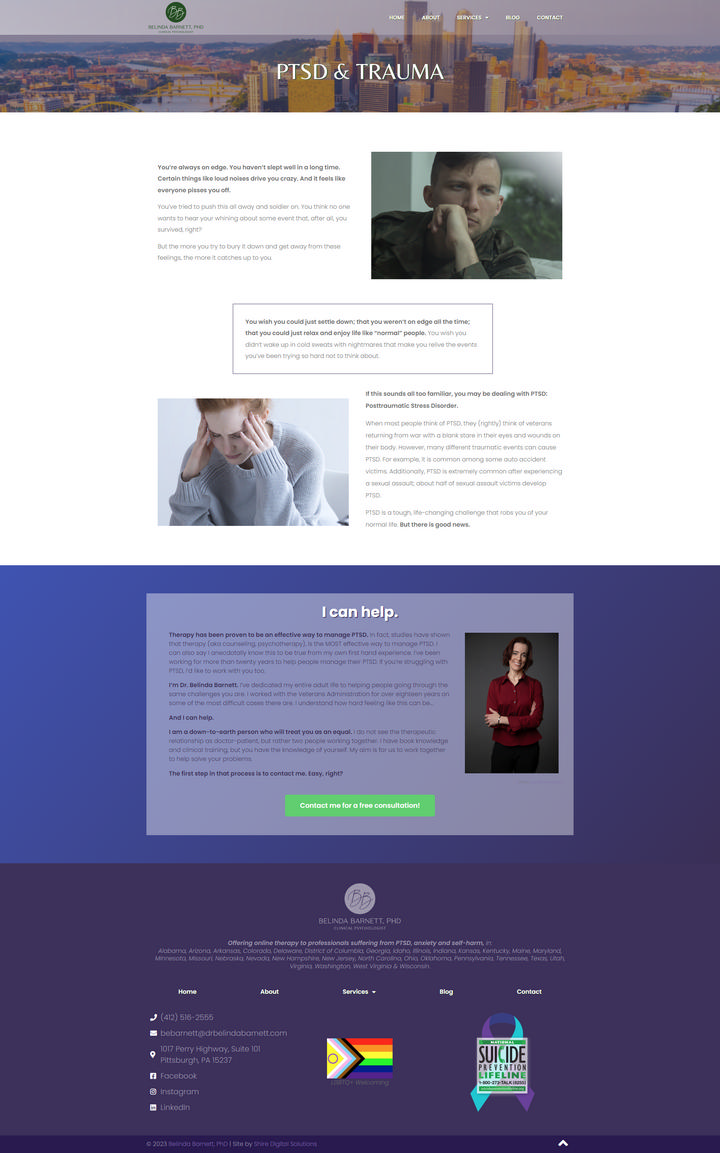 BB
BELINDA BARNETT, PHD
CLINICAL PSYCHOLOGIST
HOME ABOUT SERVICES BLOG CONTACT
PTSD & TRAUMA
You're always on edge. You haven't slept well in a long time.
Certain things like loud noises drive you crazy. And it feels like
everyone pisses you off.
You've tried to push this all away and soldier on. You think no one
wants to hear your whining about some event that, after all, you
survived, right?
But the more you try to bury it down and get away from these
feelings, the more it catches up to you.
You wish you could just settle down; that you weren't on edge all the time;
that you could just relax and enjoy life like "normal" people. You wish you
didn't wake up in cold sweats with nightmares that make you relive the events
you've been trying so hard not to think about.
If this sounds all too familiar, you may be dealing with PTSD:
Posttraumatic Stress Disorder.
When most people think of PTSD, they (rightly) think of veterans
returning from war with a blank stare in their eyes and wounds on
their body. However, many different traumatic events can cause
PTSD. For example, it is common among some auto accident
victims. Additionally, PTSD is extremely common after experiencing
a sexual assault; about half of sexual assault victims develop
PTSD.
PTSD is a tough, life-changing challenge that robs you of your
normal life. But there is good news.
I can help.
Therapy has been proven to be an effective way to manage PTSD. In fact, studies have shown
that therapy (aka counseling, psychotherapy), is the MOST effective way to manage PTSD. I
can also say I anecdotally know this to be true from my own first hand experience. I've been
working for more than twenty years to help people manage their PTSD. If you're struggling with
PTSD, I'd like to work with you too.
I'm Dr. Belinda Barnett. I've dedicated my entire adult life to helping people going through the
same challenges you are. I worked with the Veterans Administration for over eighteen years on
some of the most difficult cases there are. I understand how hard feeling like this can be...
And I can help.
I am a down-to-earth person who will treat you as an equal. I do not see the therapeutic
relationship as doctor-patient, but rather two people working together. I have book knowledge
and clinical training, but you have the knowledge of yourself. My aim is for us to work together
to help solve your problems.
The first step in that process is to contact me. Easy, right?
Contact me for a free consultation!
BB
BELINDA BARNETT, PHD
CLINICAL PSYCHOLOGIST
Offering online therapy to professionals suffering from PTSD, anxiety and self-harm, in:
Alabama, Arizona, Arkansas, Colorado, Delaware, District of Columbia, Georgia, Idaho, Illinois, Indiana, Kansas, Kentucky, Maine, Maryland,
Minnesota, Missouri, Nebraska, Nevada, New Hampshire, New Jersey, North Carolina, Ohio, Oklahoma, Pennsylvania, Tennessee, Texas, Utah,
Virginia, Washington, West Virginia & Wisconsin.
Home About Services Blog Contact
(412) 516-2555
bebarnett@drbelindabarnett.com
1017 Perry Highway, Suite 101
Pittsburgh, PA 15237
Facebook
Instagram
LinkedIn
LGBTQ+ Welcoming
NATIONAL
SUICIDE
PREVENTION
LIFELINE
1-800-273-TALK (8255)
© 2023 Belinda Barnett, PhD | Site by Shire Digital Solutions